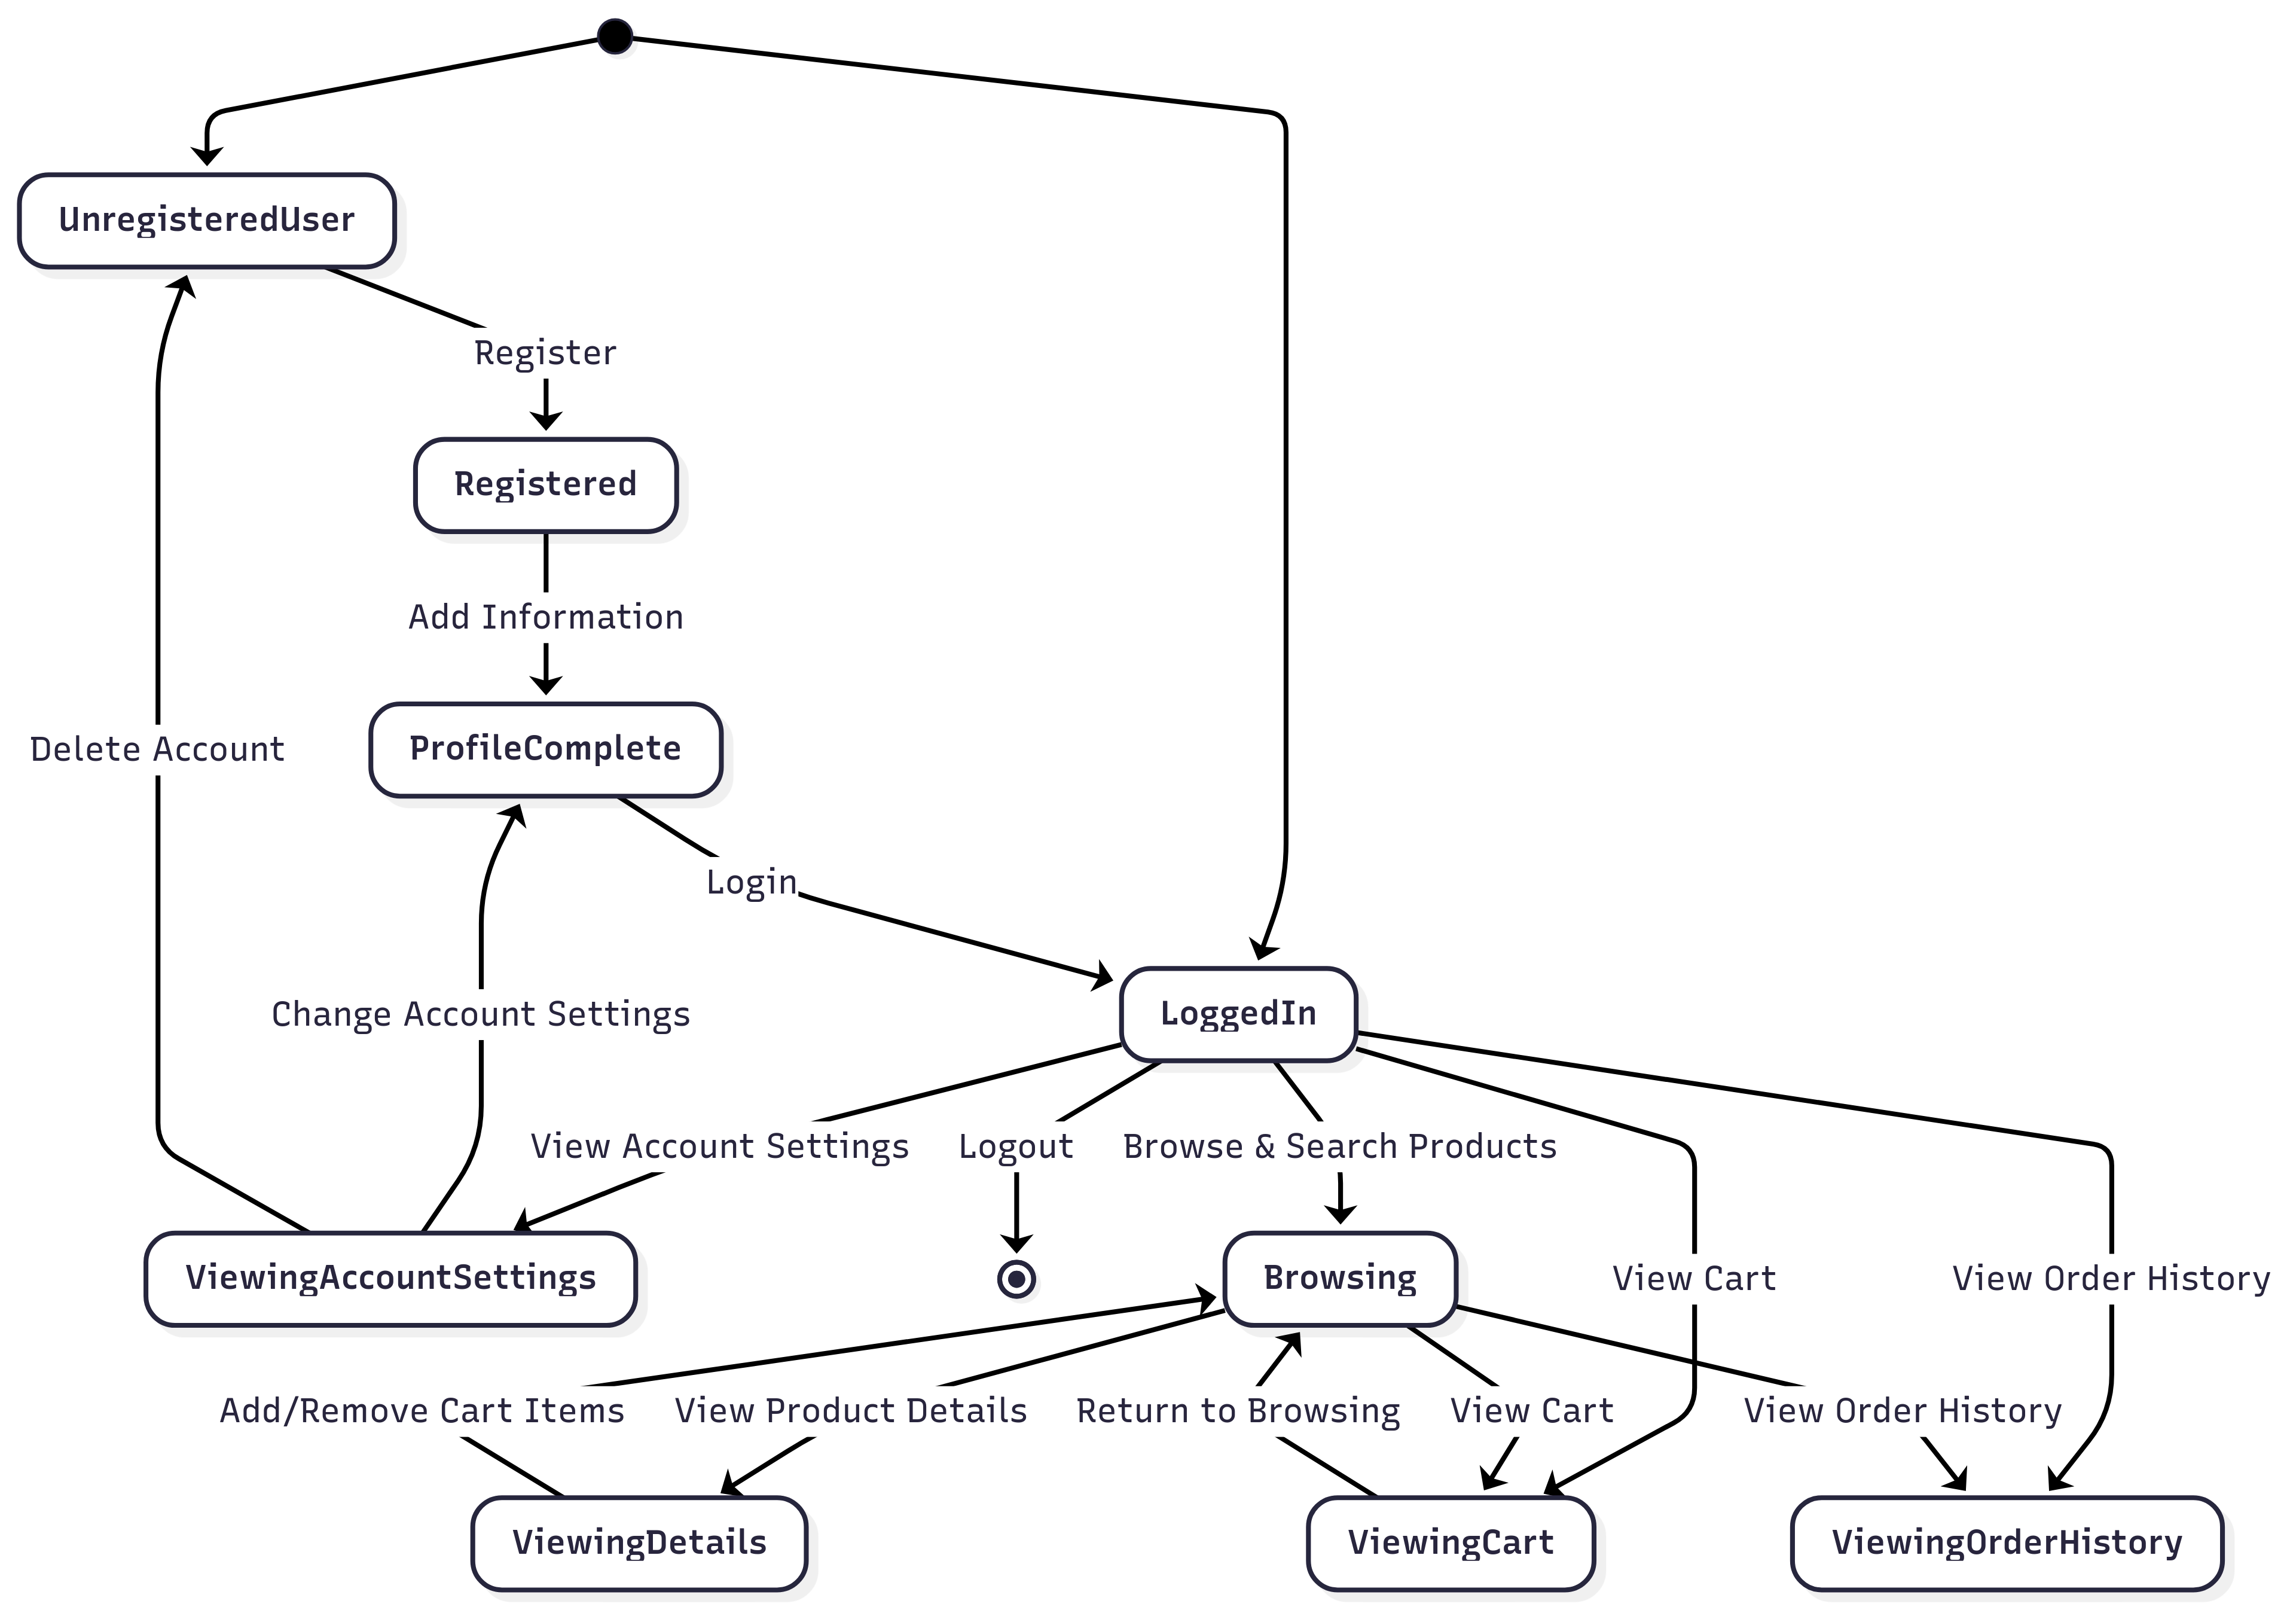 UnregisteredUser
Register
Registered
Add Information
Delete Account
ProfileComplete
Login
Change Account Settings
LoggedIn
View Account Settings
Logout
Browse & Search Products
ViewingAccountSettings
Browsing
View Cart
View Order History
Add/Remove Cart Items
View Product Details
Return to Browsing
View Cart
View Order History
ViewingDetails
ViewingCart
ViewingOrderHistory